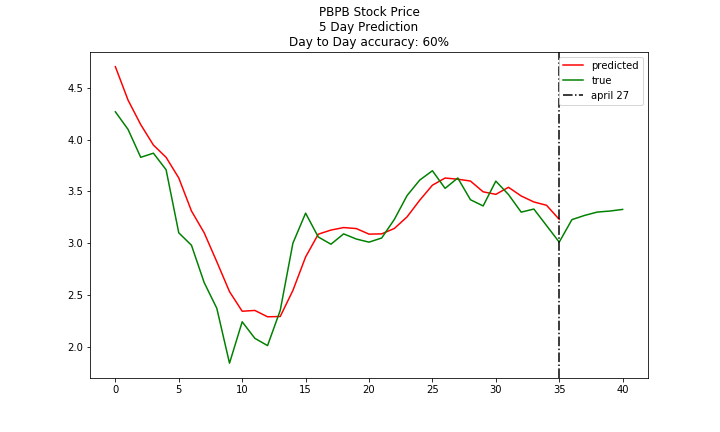 PBPB Stock Price
5 Day Prediction
Day to Day accuracy: 60%
predicted
true
april 27
4.5
4.0
3.5
3.0
2.5
2.0
0 5 10 15 20 25 30 35 40